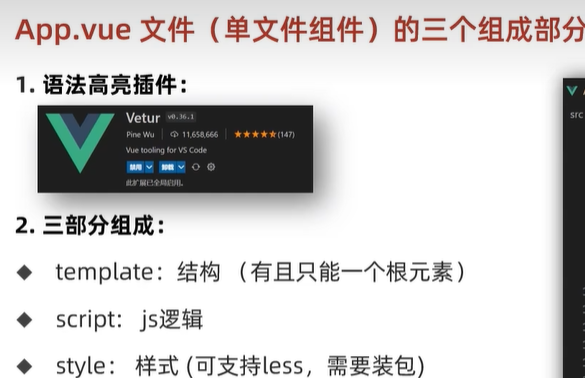 App.vue 文件（单文件组件）的三个组成部分
1. 语法高亮插件：
Vetur v0.36.1
Pine Wu 11,658,666 ★★★★★(147)
Vue tooling for VS Code
禁用 卸载
此扩展已全局启用。
2. 三部分组成：
◆ template：结构 （有且只能一个根元素）
◆ script： js逻辑
◆ style： 样式 (可支持less，需要装包)
src